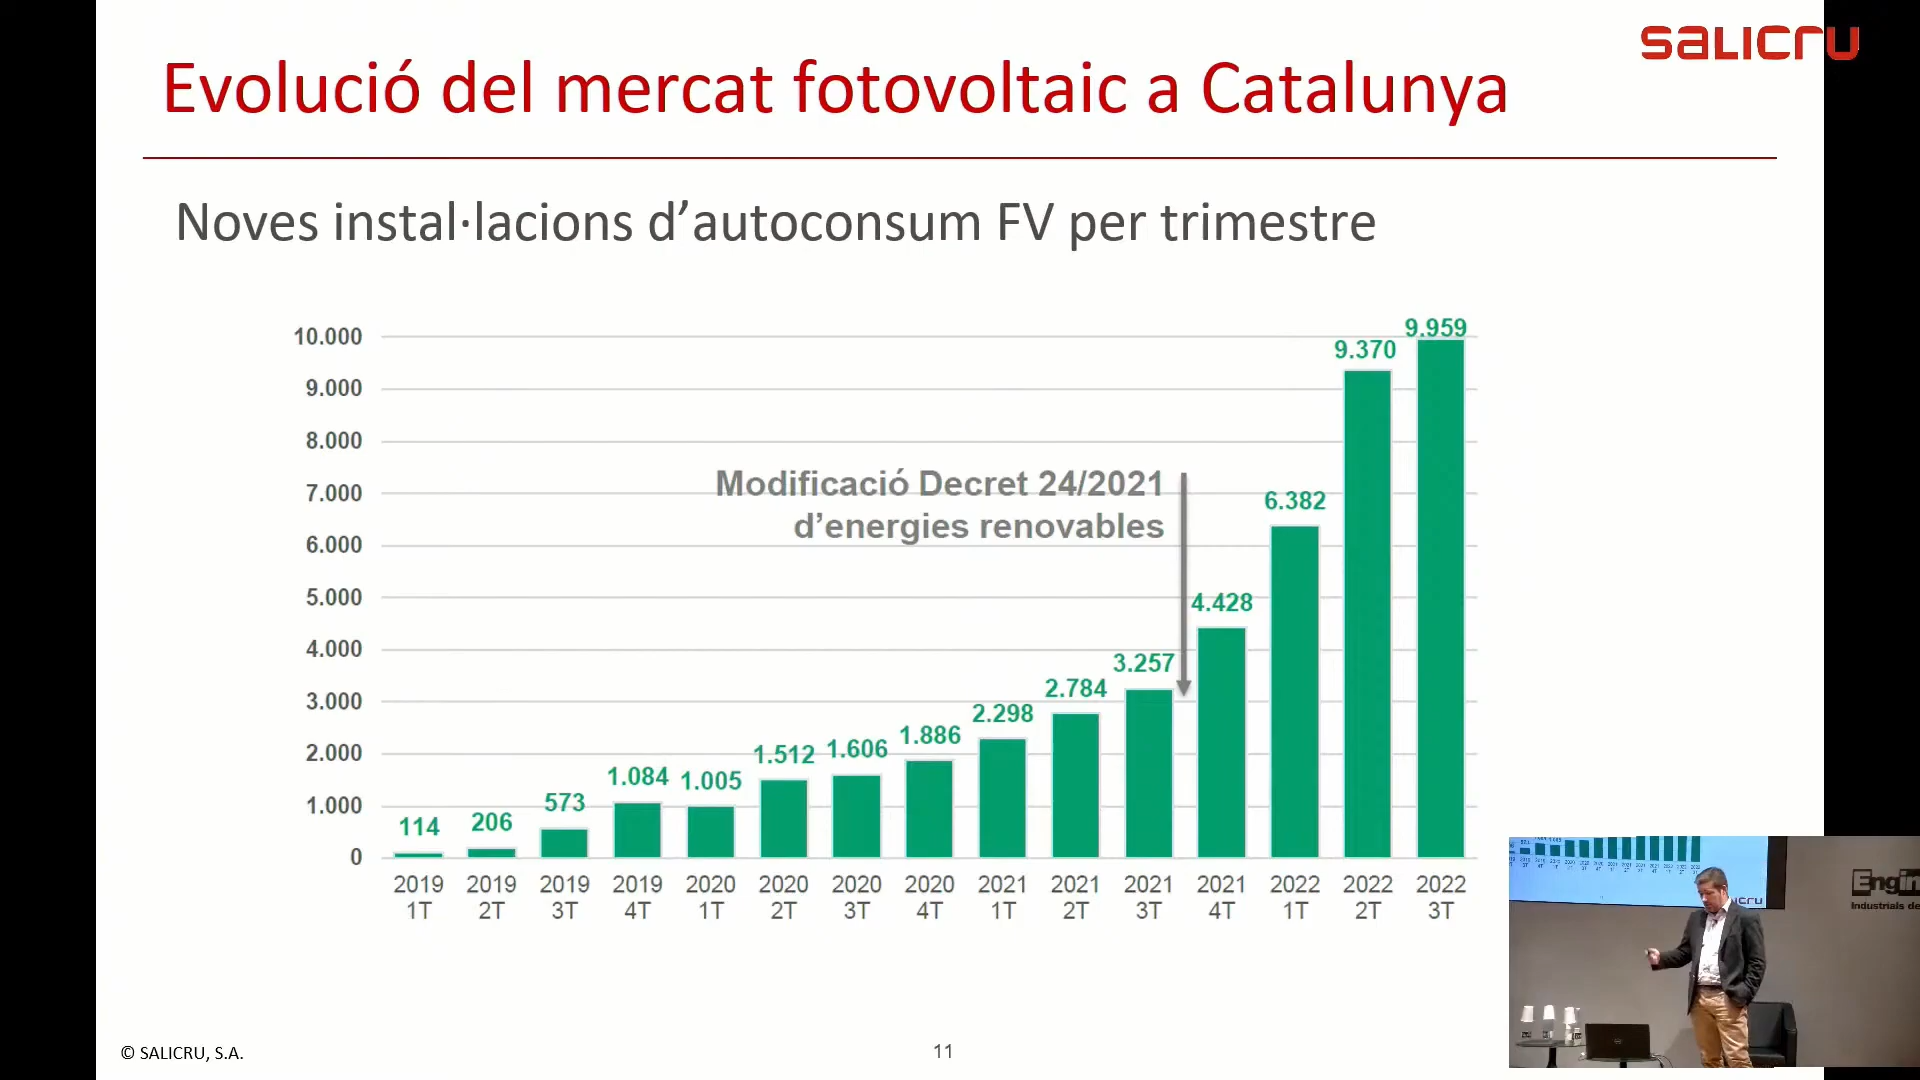 SALICRU
Evolució del mercat fotovoltaic a Catalunya
Noves instal·lacions d’autoconsum FV per trimestre
10.000
9.000
8.000
7.000
6.000
5.000
4.000
3.000
2.000
1.000
0
Modificació Decret 24/2021
d’energies renovables
114
206
573
1.084
1.005
1.512
1.606
1.886
2.298
2.784
3.257
4.428
6.382
9.370
9.959
2019 2019 2019 2019 2020 2020 2020 2020 2021 2021 2021 2021 2022 2022 2022
1T 2T 3T 4T 1T 2T 3T 4T 1T 2T 3T 4T 1T 2T 3T
© SALICRU, S.A.
11
Engin
Industrials de